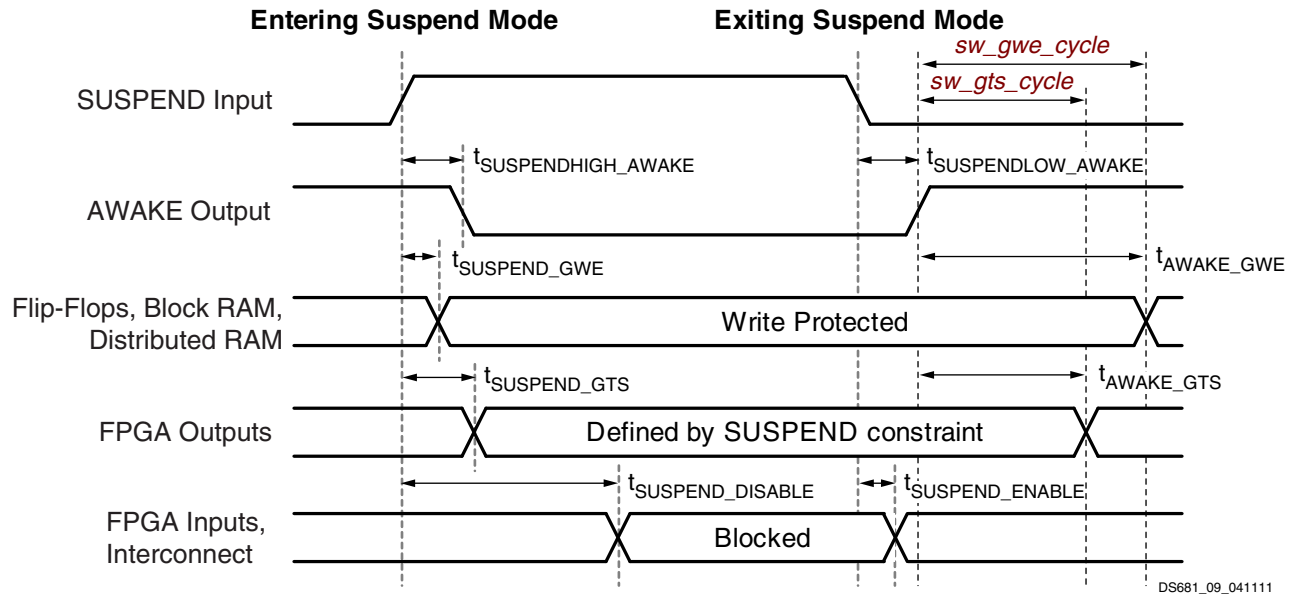 Entering Suspend Mode
Exiting Suspend Mode
sw_gwe_cycle
sw_gts_cycle
SUSPEND Input
tSUSPENDHIGH_AWAKE
tSUSPENDLOW_AWAKE
AWAKE Output
tSUSPEND_GWE
tAWAKE_GWE
Flip-Flops, Block RAM,
Distributed RAM
Write Protected
tSUSPEND_GTS
tAWAKE_GTS
FPGA Outputs
Defined by SUSPEND constraint
tSUSPEND_DISABLE
tSUSPEND_ENABLE
FPGA Inputs,
Interconnect
Blocked
DS681_09_041111